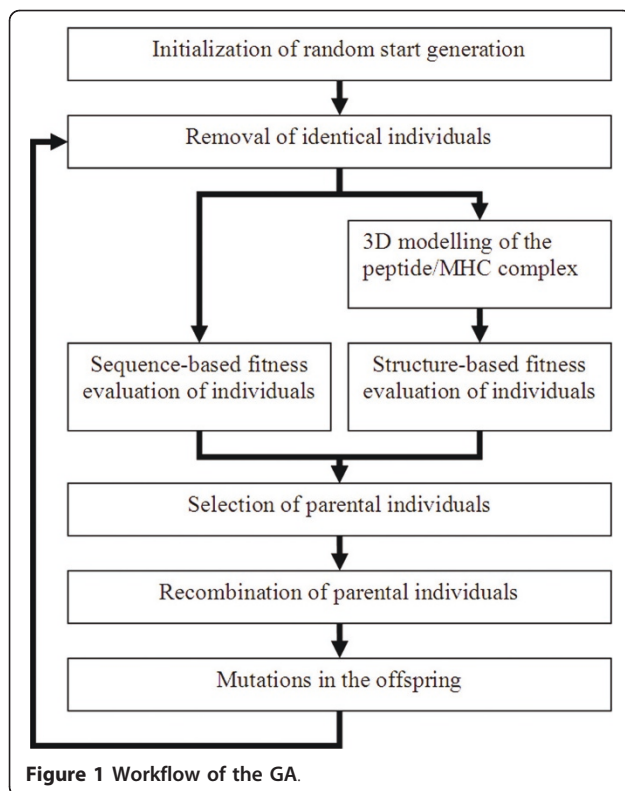 Initialization of random start generation
Removal of identical individuals
3D modelling of the
peptide/MHC complex
Sequence-based fitness
evaluation of individuals
Structure-based fitness
evaluation of individuals
Selection of parental individuals
Recombination of parental individuals
Mutations in the offspring
Figure 1 Workflow of the GA.